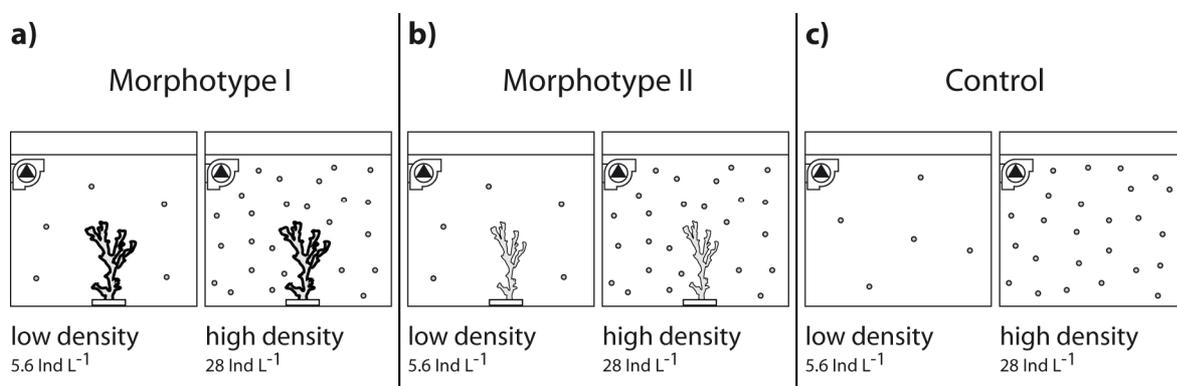 a)
Morphotype I
low density
5.6 Ind L-1
high density
28 Ind L-1
b)
Morphotype II
low density
5.6 Ind L-1
high density
28 Ind L-1
c)
Control
low density
5.6 Ind L-1
high density
28 Ind L-1